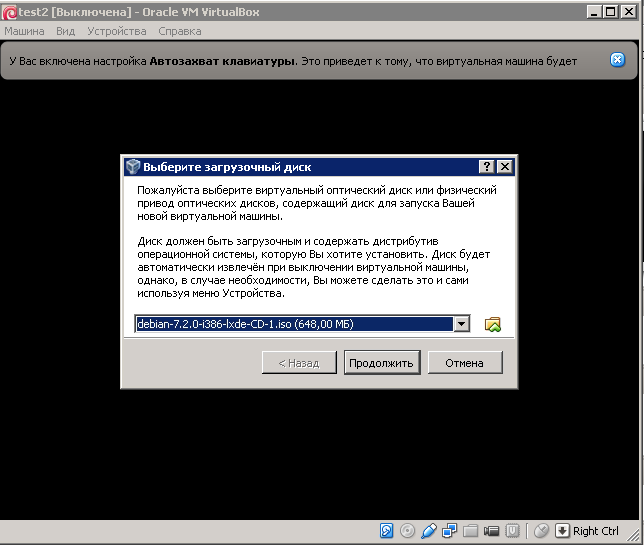 test2 [Выключена] - Oracle VM VirtualBox
Машина Вид Устройства Справка
У Вас включена настройка Автозахват клавиатуры. Это приведет к тому, что виртуальная машина будет
Выберите загрузочный диск
Пожалуйста выберите виртуальный оптический диск или физический
привод оптических дисков, содержащий диск для запуска Вашей
новой виртуальной машины.
Диск должен быть загрузочным и содержать дистрибутив
операционной системы, которую Вы хотите установить. Диск будет
автоматически извлечён при выключении виртуальной машины,
однако, в случае необходимости, Вы можете сделать это и сами
используя меню Устройства.
debian-7.2.0-i386-lxde-CD-1.iso (648,00 МБ)
< Назад Продолжить Отмена
Right Ctrl